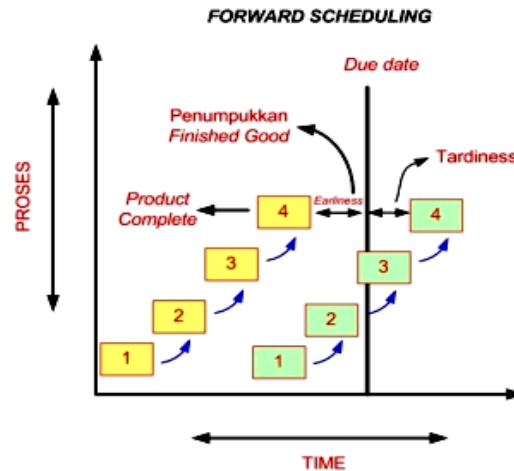 FORWARD SCHEDULING
Due date
Penumpukkan
Finished Good
Tardiness
Product
Complete
Earliness
4
4
3
3
2
2
1
1
PROSES
TIME